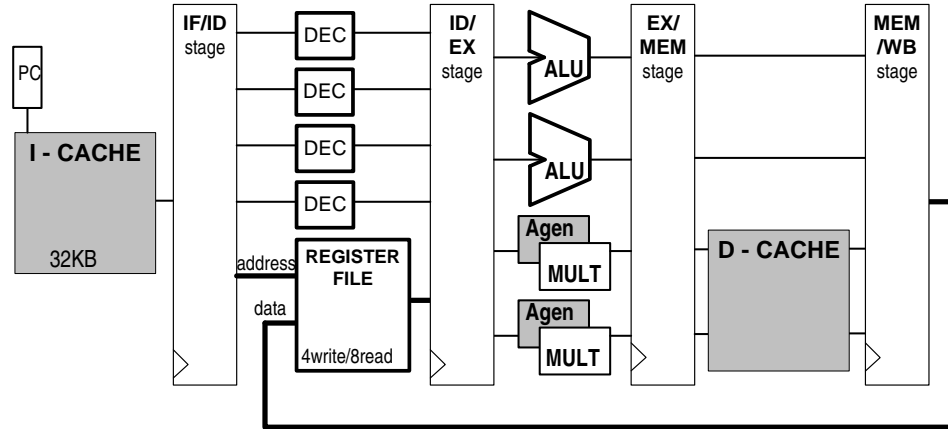 IF/ID
stage
DEC
DEC
DEC
DEC
ID/
EX
stage
ALU
ALU
EX/
MEM
stage
MEM
/WB
stage
PC
I - CACHE
32KB
address
data
REGISTER
FILE
4write/8read
Agen
MULT
Agen
MULT
D - CACHE